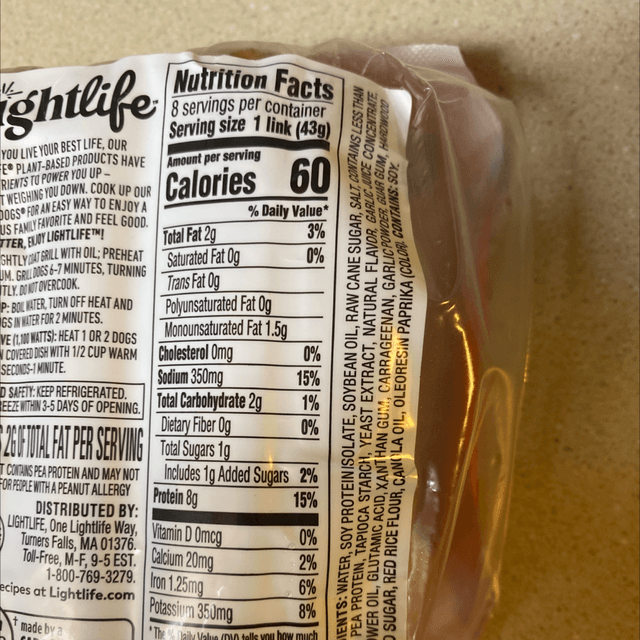 ghtlife
YOU LIVE YOUR BEST LIFE, OUR
PLANT-BASED PRODUCTS HAVE
RIENTS TO POWER YOU UP –
T WEIGHING YOU DOWN. COOK UP OUR
DOGS® FOR AN EASY WAY TO ENJOY A
US FAMILY FAVORITE AND FEEL GOOD.
TTER, ENJOY LIGHTLIFE™!
GHTLY COAT GRILL WITH OIL; PREHEAT
UM. GRILL DOGS 6-7 MINUTES, TURNING
TLY. DO NOT OVERCOOK.
P: BOIL WATER, TURN OFF HEAT AND
GS IN WATER FOR 2 MINUTES.
VE (1,100 WATTS): HEAT 1 OR 2 DOGS
N COVERED DISH WITH 1/2 CUP WARM
SECONDS-1 MINUTE.
D SAFETY: KEEP REFRIGERATED.
REEZE WITHIN 3-5 DAYS OF OPENING.
2G OF TOTAL FAT PER SERVING
T CONTAINS PEA PROTEIN AND MAY NOT
FOR PEOPLE WITH A PEANUT ALLERGY
DISTRIBUTED BY:
LIGHTLIFE, One Lightlife Way,
Turners Falls, MA 01376.
Toll-Free, M-F, 9-5 EST.
1-800-769-3279.
ecipes at Lightlife.com
† made by a
Nutrition Facts
8 servings per container
Serving size 1 link (43g)
Amount per serving
Calories 60
% Daily Value*
Total Fat 2g 3%
Saturated Fat 0g 0%
Trans Fat 0g
Polyunsaturated Fat 0g
Monounsaturated Fat 1.5g
Cholesterol 0mg 0%
Sodium 350mg 15%
Total Carbohydrate 2g 1%
Dietary Fiber 0g 0%
Total Sugars 1g
Includes 1g Added Sugars 2%
Protein 8g 15%
Vitamin D 0mcg 0%
Calcium 20mg 2%
Iron 1.25mg 6%
Potassium 350mg 8%
* The % Daily Value (DV) tells you how much
IENTS: WATER, SOY PROTEIN ISOLATE, SOYBEAN OIL, RAW CANE SUGAR, SALT, CONTAINS LESS THAN
PEA PROTEIN, TAPIOCA STARCH, YEAST EXTRACT, NATURAL FLAVOR, GARLIC JUICE CONCENTRATE,
WER OIL, GLUTAMIC ACID, XANTHAN GUM, CARRAGEENAN, GARLIC POWDER, GUAR GUM, HARDWOOD
D SUGAR, RED RICE FLOUR, CANOLA OIL, OLEORESIN PAPRIKA (COLOR). CONTAINS: SOY.